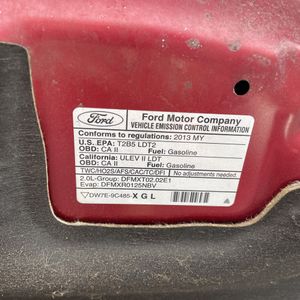 Ford
Ford Motor Company
VEHICLE EMISSION CONTROL INFORMATION
Conforms to regulations: 2013 MY
U.S. EPA: T2B5 LDT2
OBD: CA II Fuel: Gasoline
California: ULEV II LDT
OBD: CA II Fuel: Gasoline
TWC/HO2S/AFS/CAC/TC/DFI No adjustments needed.
2.0L-Group: DFMXT02.02E1
Evap: DFMXR0125NBV
DW7E-9C485-XGL